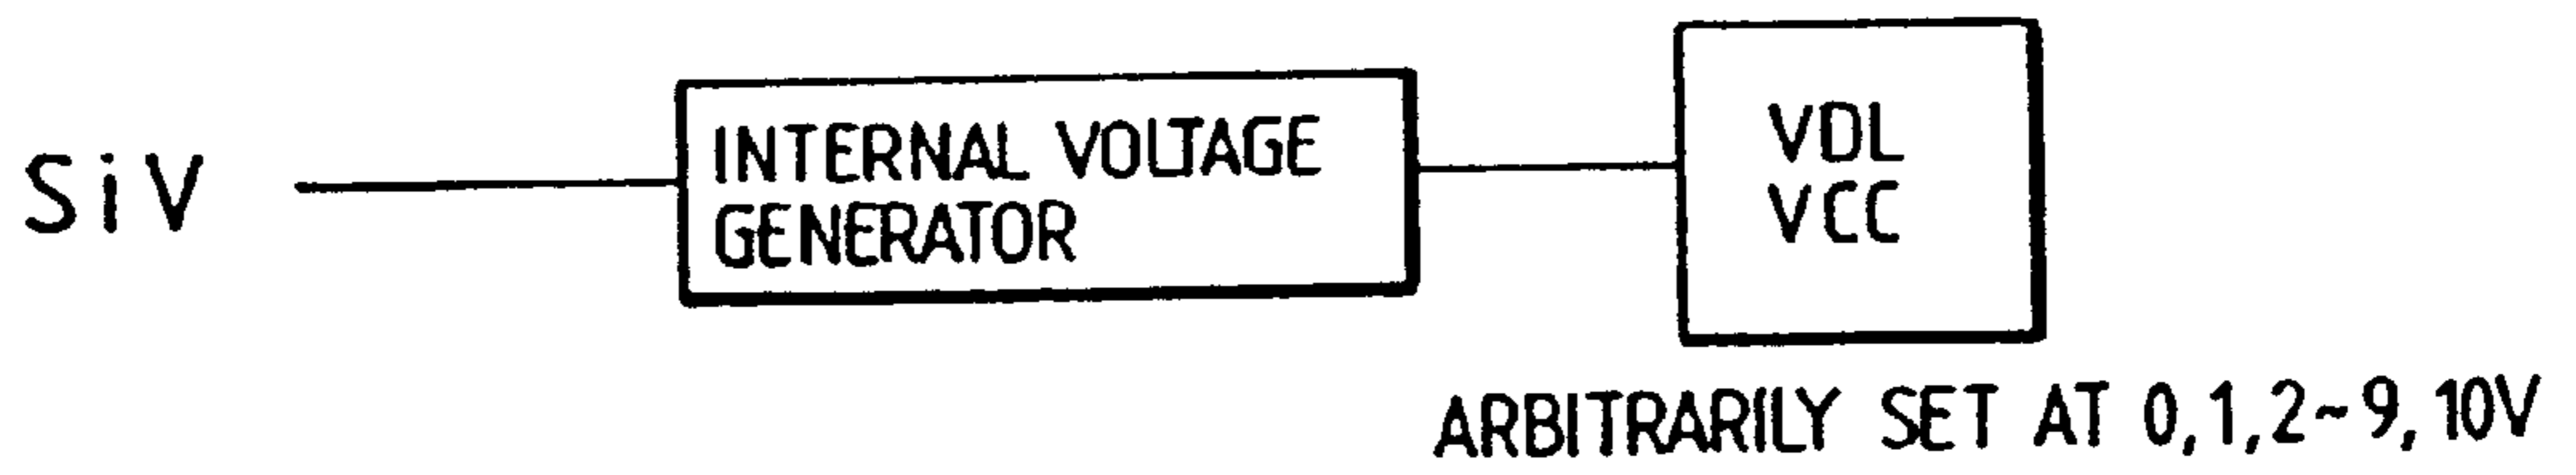 SiV
INTERNAL VOLTAGE
GENERATOR
VDL
VCC
ARBITRARILY SET AT 0,1,2~9,10V